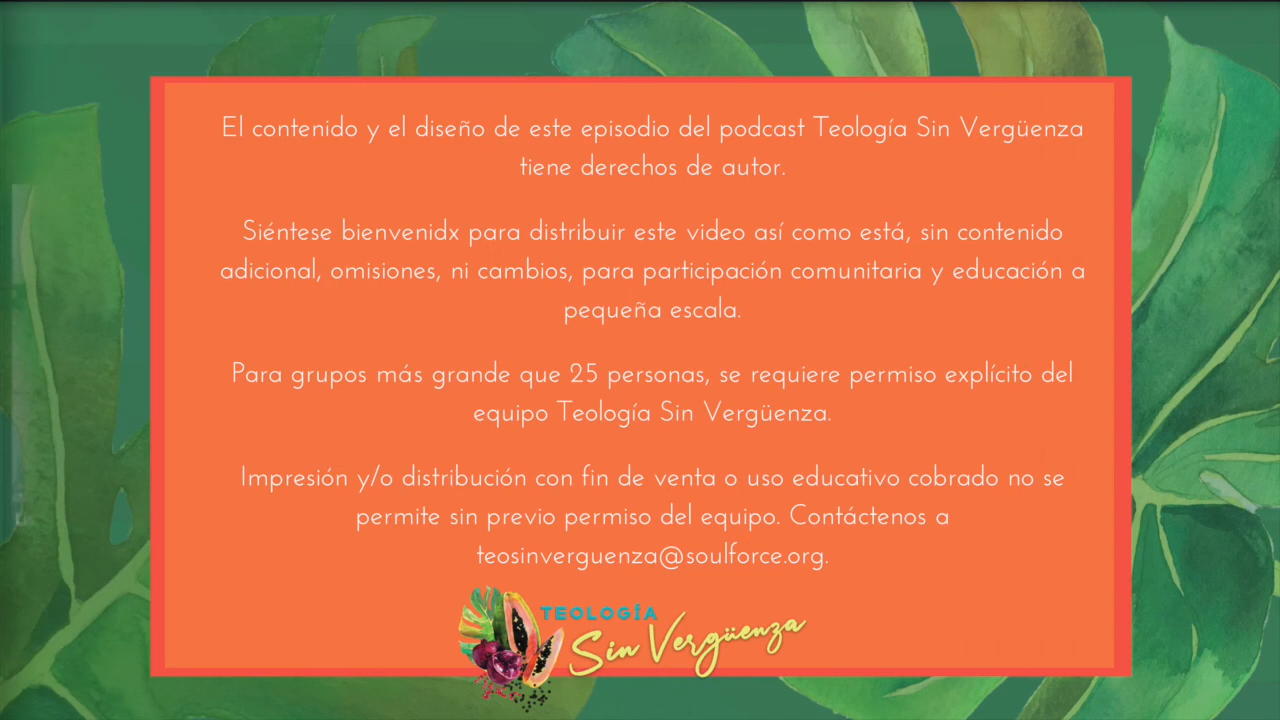 El contenido y el diseño de este episodio del podcast Teología Sin Vergüenza
tiene derechos de autor.
Siéntese bienvenidx para distribuir este video así como está, sin contenido
adicional, omisiones, ni cambios, para participación comunitaria y educación a
pequeña escala.
Para grupos más grande que 25 personas, se requiere permiso explícito del
equipo Teología Sin Vergüenza.
Impresión y/o distribución con fin de venta o uso educativo cobrado no se
permite sin previo permiso del equipo. Contáctenos a
teosinverguenza@soulforce.org.
TEOLOGÍA
Sin Vergüenza